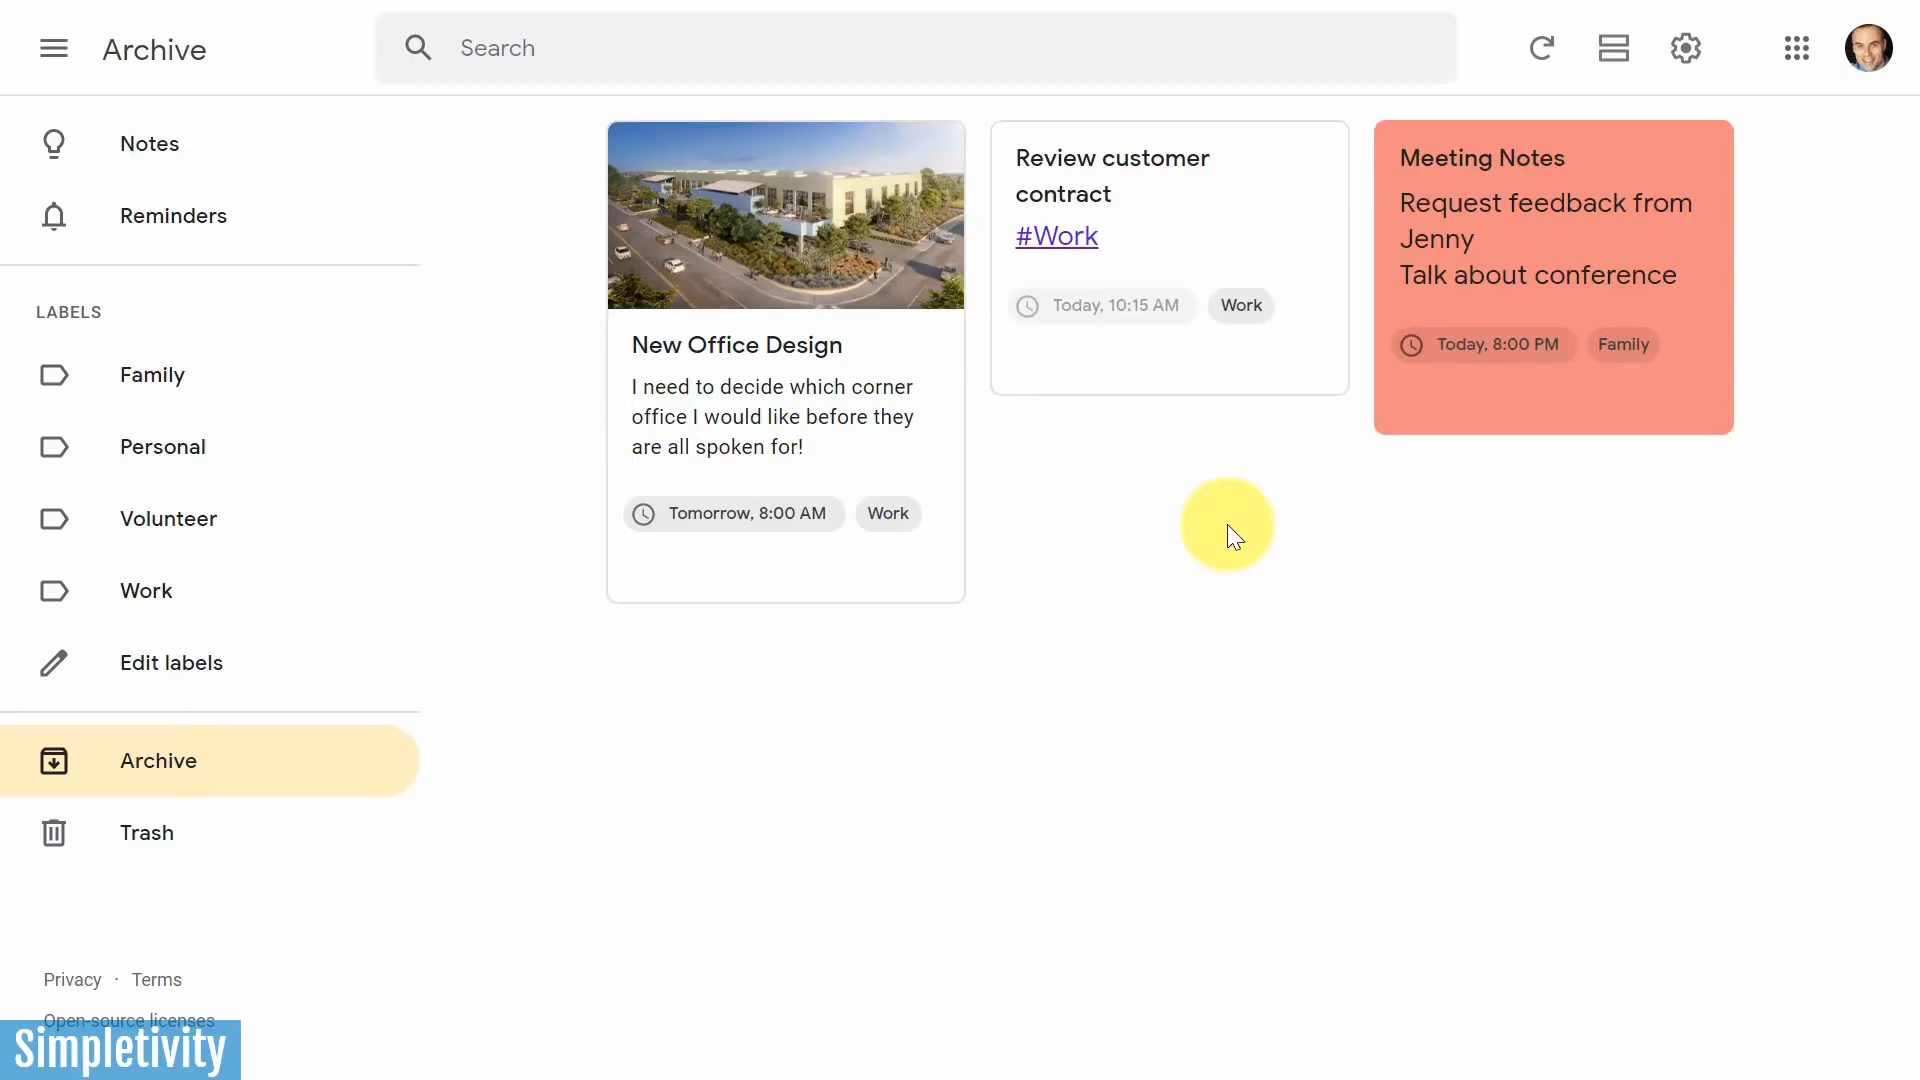 Archive
Search
Notes
Reminders
LABELS
Family
Personal
Volunteer
Work
Edit labels
Archive
Trash
Privacy · Terms
Open-source licenses
Simpletivity
New Office Design
I need to decide which corner
office I would like before they
are all spoken for!
Tomorrow, 8:00 AM
Work
Review customer
contract
#Work
Today, 10:15 AM
Work
Meeting Notes
Request feedback from
Jenny
Talk about conference
Today, 8:00 PM
Family